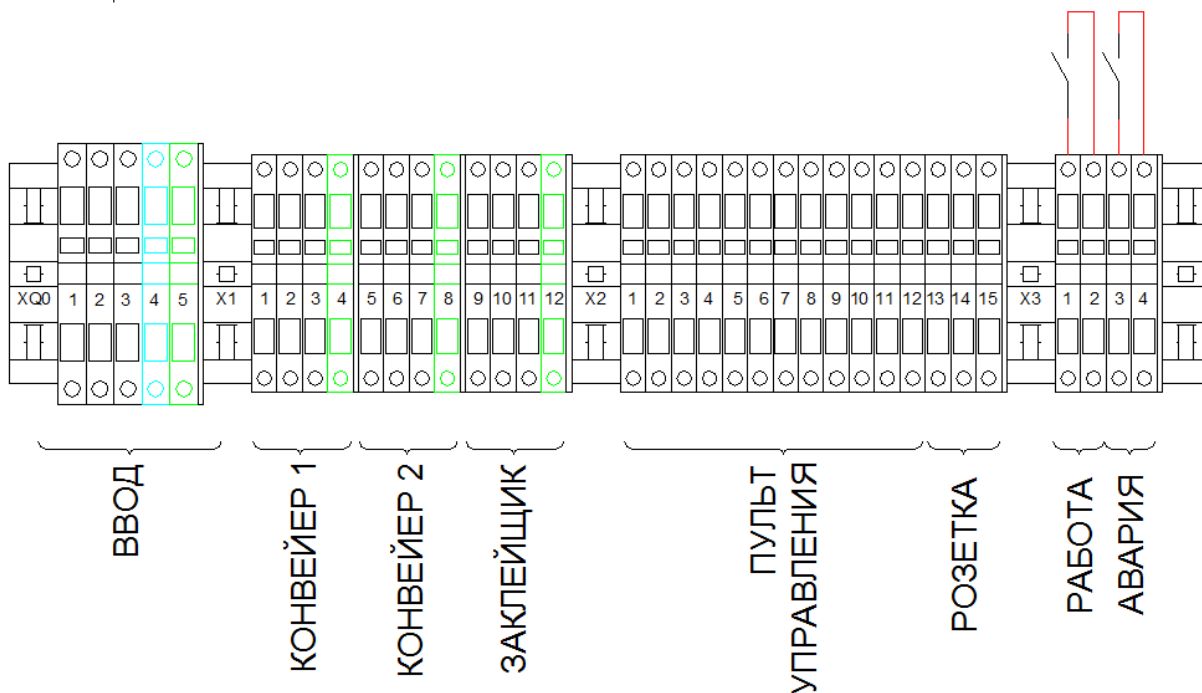 XQ0 1 2 3 4 5 X1 1 2 3 4 5 6 7 8 9 10 11 12 X2 1 2 3 4 5 6 7 8 9 10 11 12 13 14 15 X3 1 2 3 4
ВВОД
КОНВЕЙЕР 1
КОНВЕЙЕР 2
ЗАКЛЕЙЩИК
ПУЛЬТ
УПРАВЛЕНИЯ
РОЗЕТКА
РАБОТА
АВАРИЯ